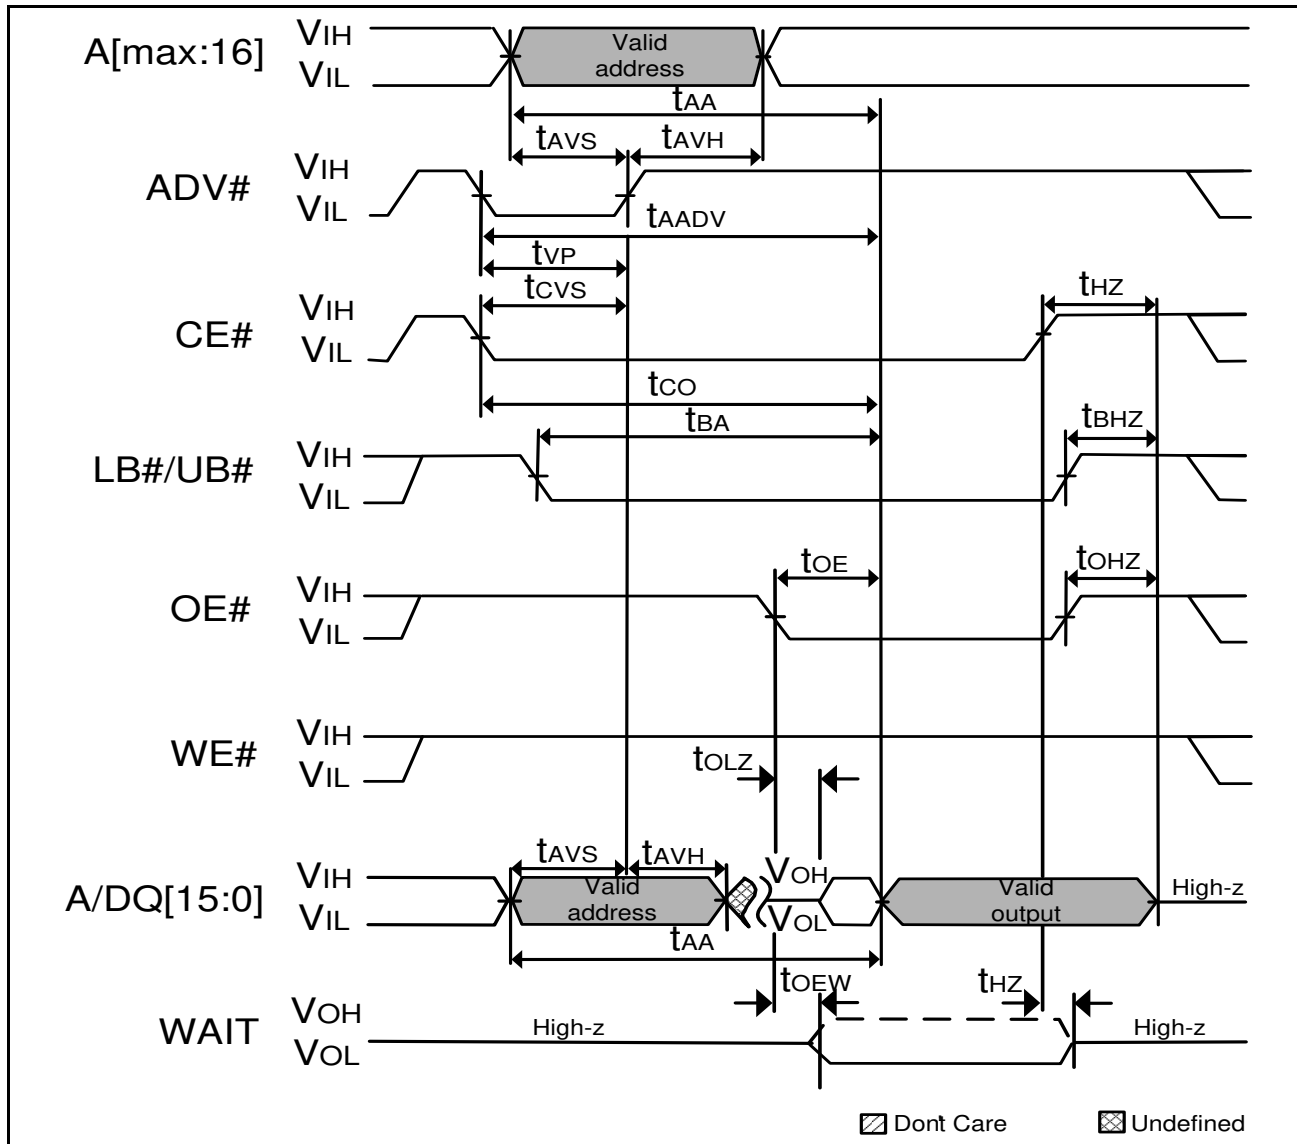 A[max:16]
VIH
VIL
Valid
address
tAA
tAVS
tAVH
ADV#
VIH
VIL
tAADV
tVP
tCVS
CE#
VIH
VIL
tHZ
tCO
tBA
LB#/UB#
VIH
VIL
tBHZ
OE#
VIH
VIL
tOE
tOHZ
WE#
VIH
VIL
tOLZ
A/DQ[15:0]
VIH
VIL
tAVS
tAVH
Valid
address
VOH
VOL
Valid
output
High-z
tAA
tOEW
tHZ
WAIT
VOH
VOL
High-z
High-z
Don't Care
Undefined